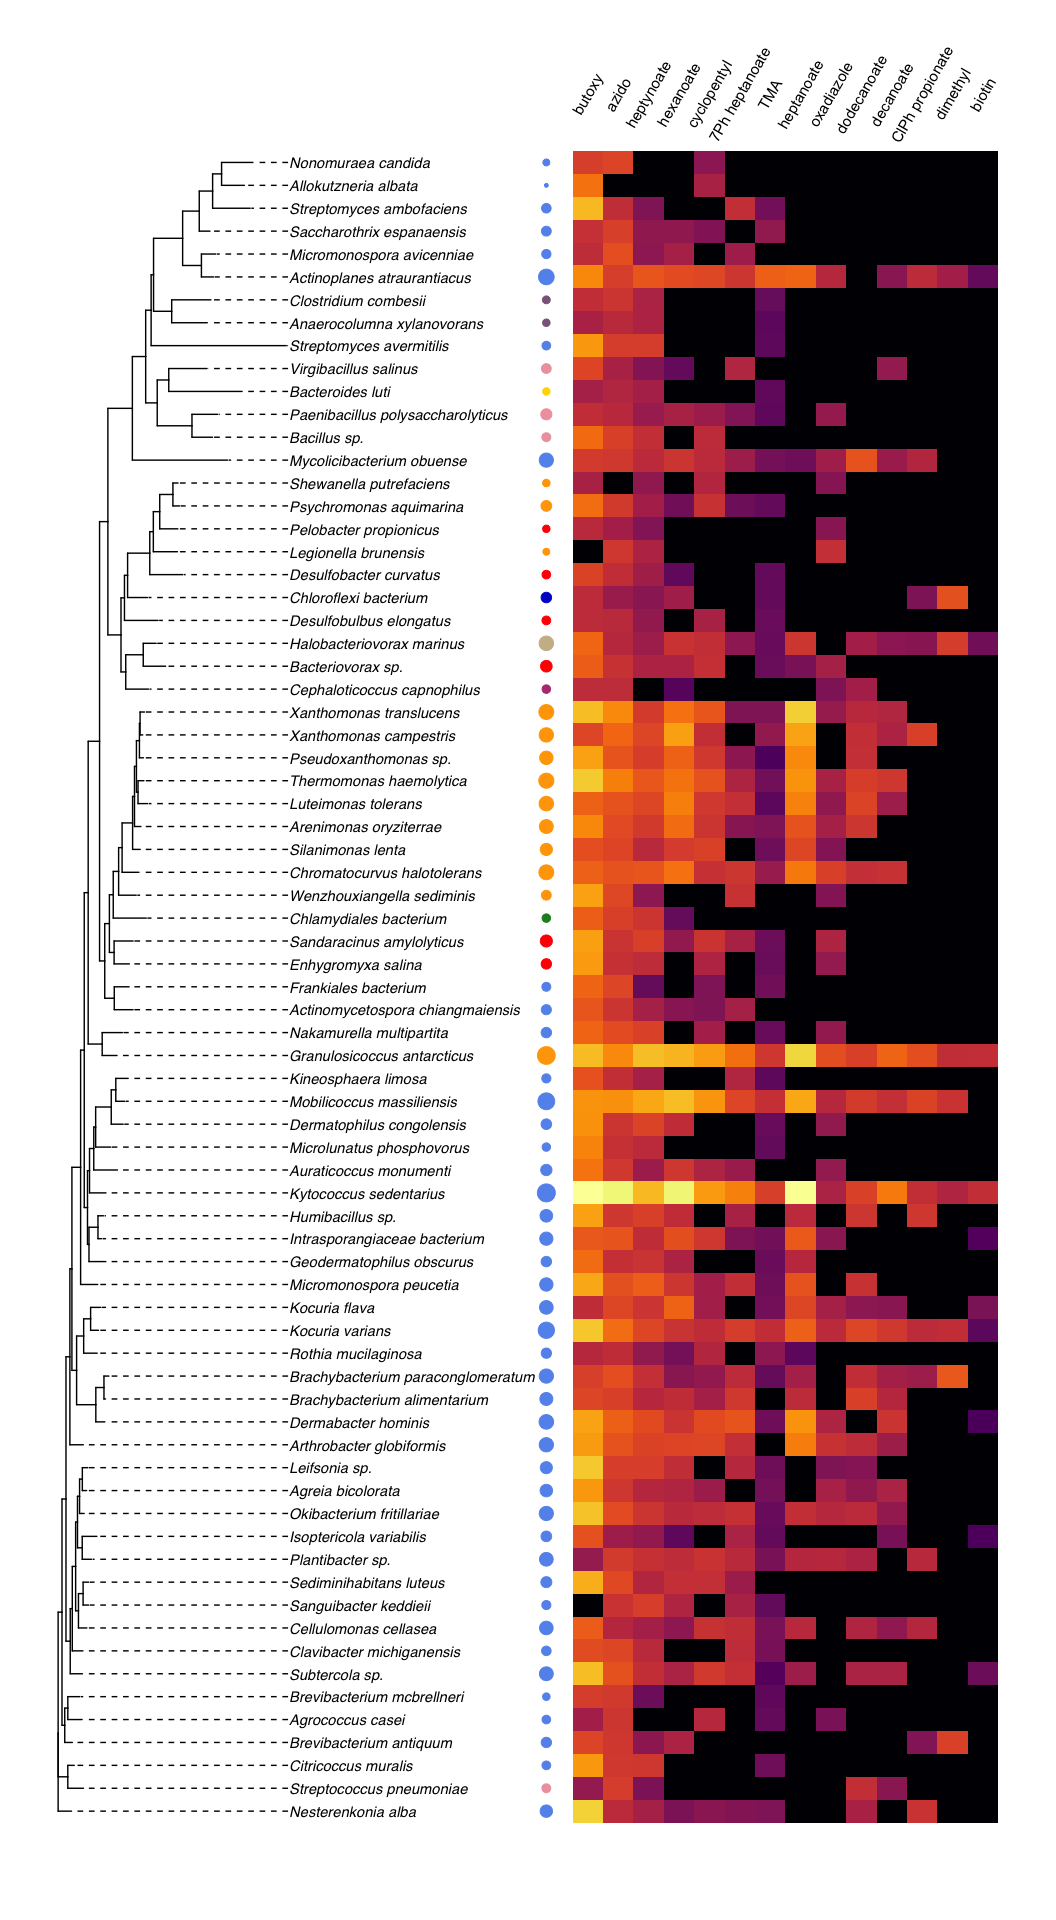 butoxy
azido
heptynoate
hexanoate
cyclopentyl
7Ph heptanoate
TMA
heptanoate
oxadiazole
dodecanoate
decanoate
ClPh propionate
dimethyl
biotin
Nonomuraea candida
Allokutzneria albata
Streptomyces ambofaciens
Saccharothrix espanaensis
Micromonospora avicenniae
Actinoplanes atraurantiacus
Clostridium combesii
Anaerocolumna xylanovorans
Streptomyces avermitilis
Virgibacillus salinus
Bacteroides luti
Paenibacillus polysaccharolyticus
Bacillus sp.
Mycolicibacterium obuense
Shewanella putrefaciens
Psychromonas aquimarina
Pelobacter propionicus
Legionella brunensis
Desulfobacter curvatus
Chloroflexi bacterium
Desulfobulbus elongatus
Halobacteriovorax marinus
Bacteriovorax sp.
Cephaloticoccus capnophilus
Xanthomonas translucens
Xanthomonas campestris
Pseudoxanthomonas sp.
Thermomonas haemolytica
Luteimonas tolerans
Arenimonas oryziterrae
Silanimonas lenta
Chromatocurvus halotolerans
Wenzhouxiangella sediminis
Chlamydiales bacterium
Sandaracinus amylolyticus
Enhygromyxa salina
Frankiales bacterium
Actinomycetospora chiangmaiensis
Nakamurella multipartita
Granulosicoccus antarcticus
Kineosphaera limosa
Mobilicoccus massiliensis
Dermatophilus congolensis
Microlunatus phosphovorus
Auraticoccus monumenti
Kytococcus sedentarius
Humibacillus sp.
Intrasporangiaceae bacterium
Geodermatophilus obscurus
Micromonospora peucetia
Kocuria flava
Kocuria varians
Rothia mucilaginosa
Brachybacterium paraconglomeratum
Brachybacterium alimentarium
Dermabacter hominis
Arthrobacter globiformis
Leifsonia sp.
Agreia bicolorata
Okibacterium fritillariae
Isoptericola variabilis
Plantibacter sp.
Sediminihabitans luteus
Sanguibacter keddieii
Cellulomonas cellasea
Clavibacter michiganensis
Subtercola sp.
Brevibacterium mcbrellneri
Agrococcus casei
Brevibacterium antiquum
Citricoccus muralis
Streptococcus pneumoniae
Nesterenkonia alba